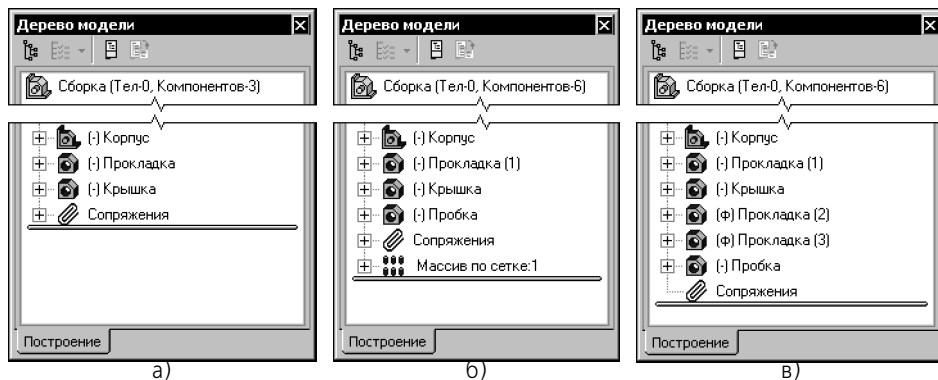 Дерево модели
Сборка (Тел-0, Компонентов-3)
(-) Корпус
(-) Прокладка
(-) Крышка
Сопряжения
Построение
а)
Дерево модели
Сборка (Тел-0, Компонентов-6)
(-) Корпус
(-) Прокладка (1)
(-) Крышка
(-) Пробка
Сопряжения
Массив по сетке:1
Построение
б)
Дерево модели
Сборка (Тел-0, Компонентов-6)
(-) Корпус
(-) Прокладка (1)
(-) Крышка
(ф) Прокладка (2)
(ф) Прокладка (3)
(-) Пробка
Сопряжения
Построение
в)